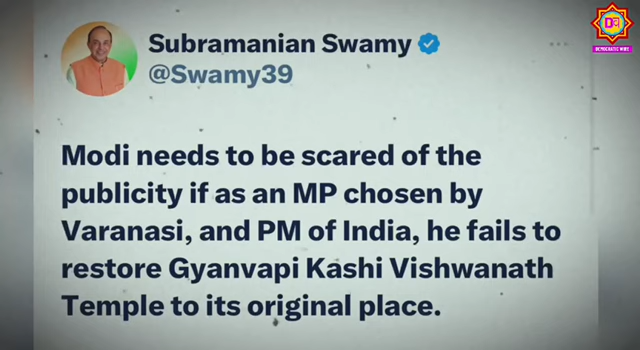 Subramanian Swamy
@Swamy39
Modi needs to be scared of the
publicity if as an MP chosen by
Varanasi, and PM of India, he fails to
restore Gyanvapi Kashi Vishwanath
Temple to its original place.
DEMOCRATIC WIRE